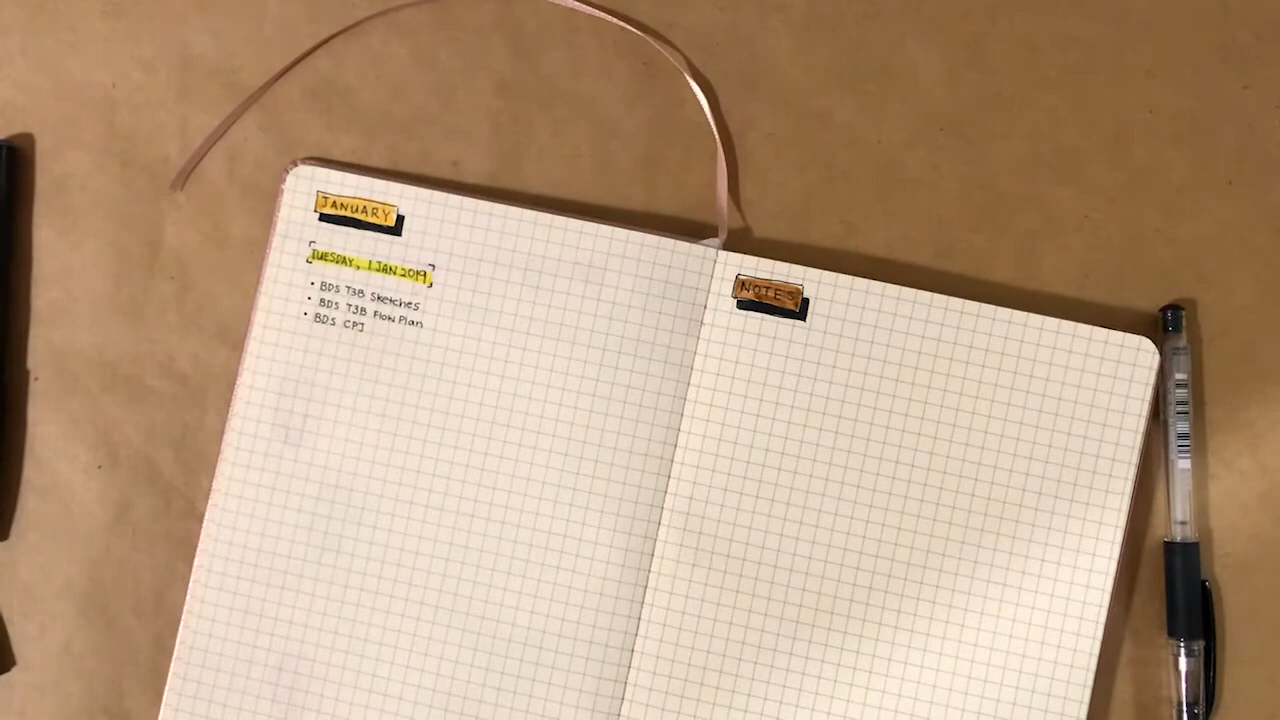 JANUARY
TUESDAY, 1 JAN 2019
• BDS T3B Sketches
• BDS T3B Flow Plan
• BDS CPJ
NOTES